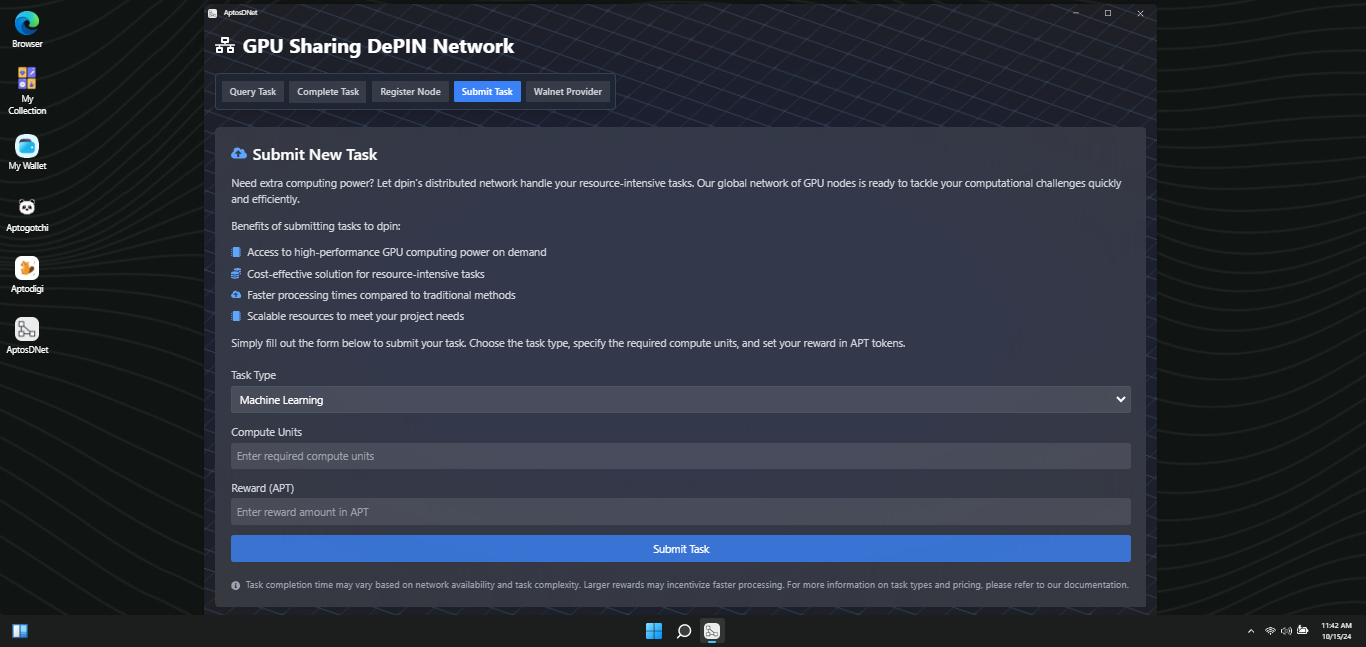 Browser
My
Collection
My Wallet
Aptogotchi
Aptodigi
AptosDNet
AptosDNet
GPU Sharing DePIN Network
Query Task
Complete Task
Register Node
Submit Task
Walnet Provider
Submit New Task
Need extra computing power? Let dpin's distributed network handle your resource-intensive tasks. Our global network of GPU nodes is ready to tackle your computational challenges quickly
and efficiently.
Benefits of submitting tasks to dpin:
Access to high-performance GPU computing power on demand
Cost-effective solution for resource-intensive tasks
Faster processing times compared to traditional methods
Scalable resources to meet your project needs
Simply fill out the form below to submit your task. Choose the task type, specify the required compute units, and set your reward in APT tokens.
Task Type
Machine Learning
Compute Units
Enter required compute units
Reward (APT)
Enter reward amount in APT
Submit Task
Task completion time may vary based on network availability and task complexity. Larger rewards may incentivize faster processing. For more information on task types and pricing, please refer to our documentation.
11:42 AM
10/15/24